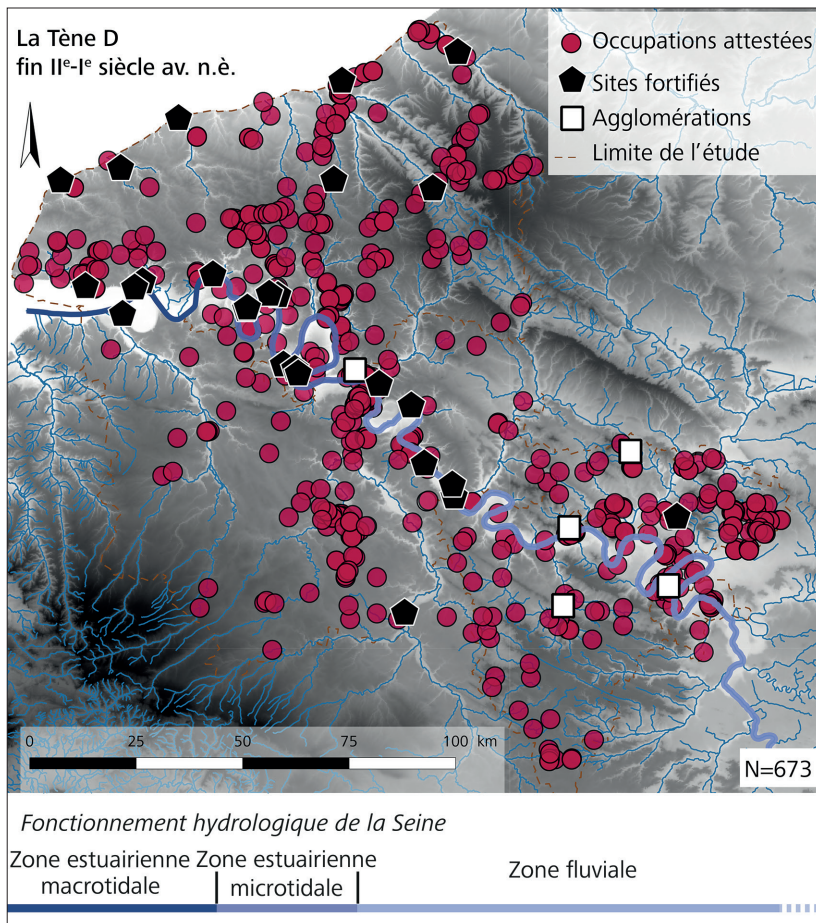 La Tène D
fin IIe-Ie siècle av. n.è.
Occupations attestées
Sites fortifiés
Agglomérations
Limite de l'étude
0 25 50 75 100 km
N=673
Fonctionnement hydrologique de la Seine
Zone estuairienne
macrotidale
Zone estuairienne
microtidale
Zone fluviale